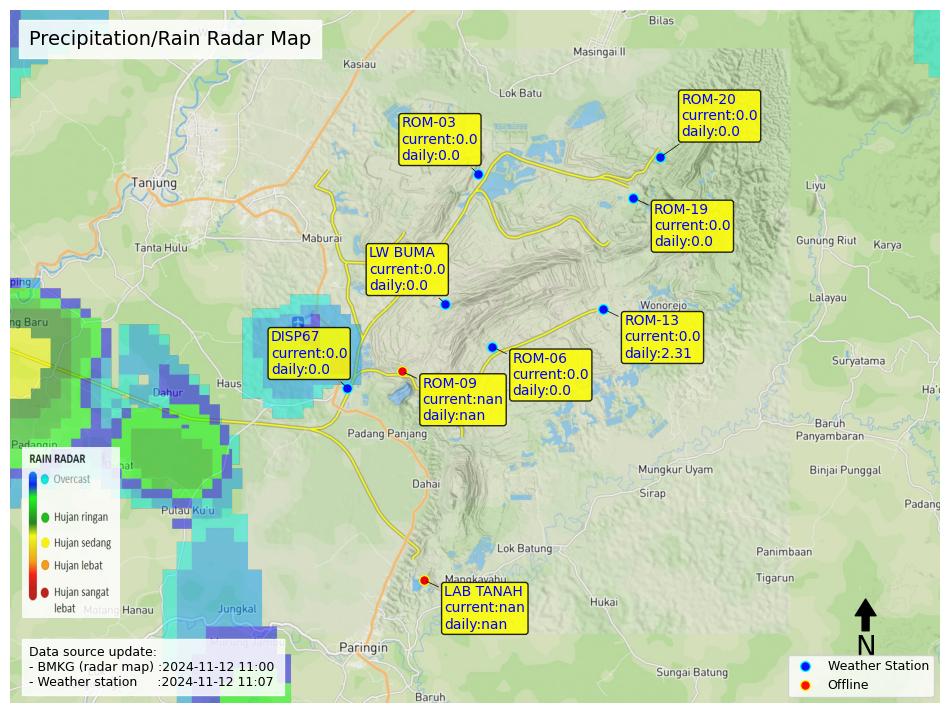 Precipitation/Rain Radar Map
Bilas
Masingai II
Kasiau
Lok Batu
ROM-20
current:0.0
daily:0.0
ROM-03
current:0.0
daily:0.0
Tanjung
Liyu
ROM-19
current:0.0
daily:0.0
Tanta Hulu
Maburai
Gunung Riut
Karya
LW BUMA
current:0.0
daily:0.0
ping
Lalayau
Wonorejo
ng Baru
ROM-13
current:0.0
daily:2.31
DISP67
current:0.0
daily:0.0
ROM-06
current:0.0
daily:0.0
Suryatama
Haus
Dahur
Ha'u
ROM-09
current:nan
daily:nan
Padang Panjang
Baruh
Panyambaran
Padangin
RAIN RADAR
Overcast
Hujan ringan
Hujan sedang
Hujan lebat
Hujan sangat
lebat
Mungkur Uyam
Binjai Punggal
Dahai
Sirap
Padang
Pulau Ku'u
Lok Batung
Panimbaan
Mangkayahu
Tigarun
LAB TANAH
current:nan
daily:nan
Hukai
Matang Hanau
Jungkal
N
Paringin
Sungai Batung
Baruh
Data source update:
- BMKG (radar map) :2024-11-12 11:00
- Weather station :2024-11-12 11:07
Weather Station
Offline